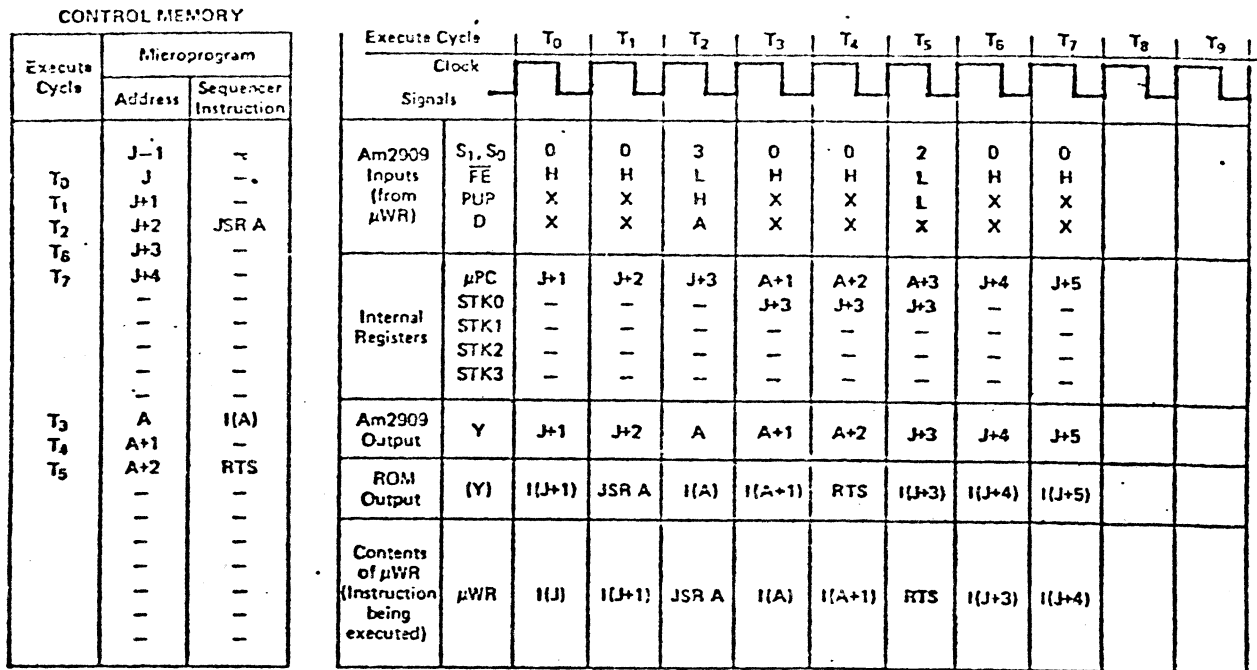 CONTROL MEMORY
Execute Cycle | Microprogram
Address | Sequencer Instruction
J–1 –
T0 J –
T1 J+1 –
T2 J+2 JSR A
T6 J+3 –
T7 J+4 –
– –
– –
– –
– –
– –
T3 A I(A)
T4 A+1 –
T5 A+2 RTS
– –
– –
– –
– –
– –
– –
Execute Cycle T0 T1 T2 T3 T4 T5 T6 T7 T8 T9
Clock
Signals
Am2909 Inputs (from µWR)
S1, S0 0 0 3 0 0 2 0 0
FE H H L H H L H H
PUP X X H X X L X X
D X X A X X X X X
Internal Registers
µPC J+1 J+2 J+3 A+1 A+2 A+3 J+4 J+5
STK0 – – – J+3 J+3 J+3 – –
STK1 – – – – – – – –
STK2 – – – – – – – –
STK3 – – – – – – – –
Am2909 Output Y J+1 J+2 A A+1 A+2 J+3 J+4 J+5
ROM Output (Y) I(J+1) JSR A I(A) I(A+1) RTS I(J+3) I(J+4) I(J+5)
Contents of µWR (Instruction being executed) µWR I(J) I(J+1) JSR A I(A) I(A+1) RTS I(J+3) I(J+4)